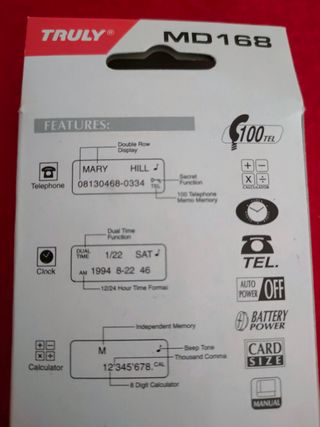 TRULY MD168
FEATURES:
Double Row
Display
MARY HILL
08130468-0334 TEL
Telephone
Secret
Function
100 Telephone
Memo Memory
100 TEL
CALCULATOR
Dual Time
Function
DUAL
TIME 1/22 SAT
AM 1994 8-22 46
Clock
12/24 Hour Time Format
TEL.
AUTO
POWER OFF
BATTERY
POWER
Independent Memory
M
Beep Tone
Thousand Comma
12'345'678. CAL
Calculator
8 Digit Calculator
CARD
SIZE
MANUAL